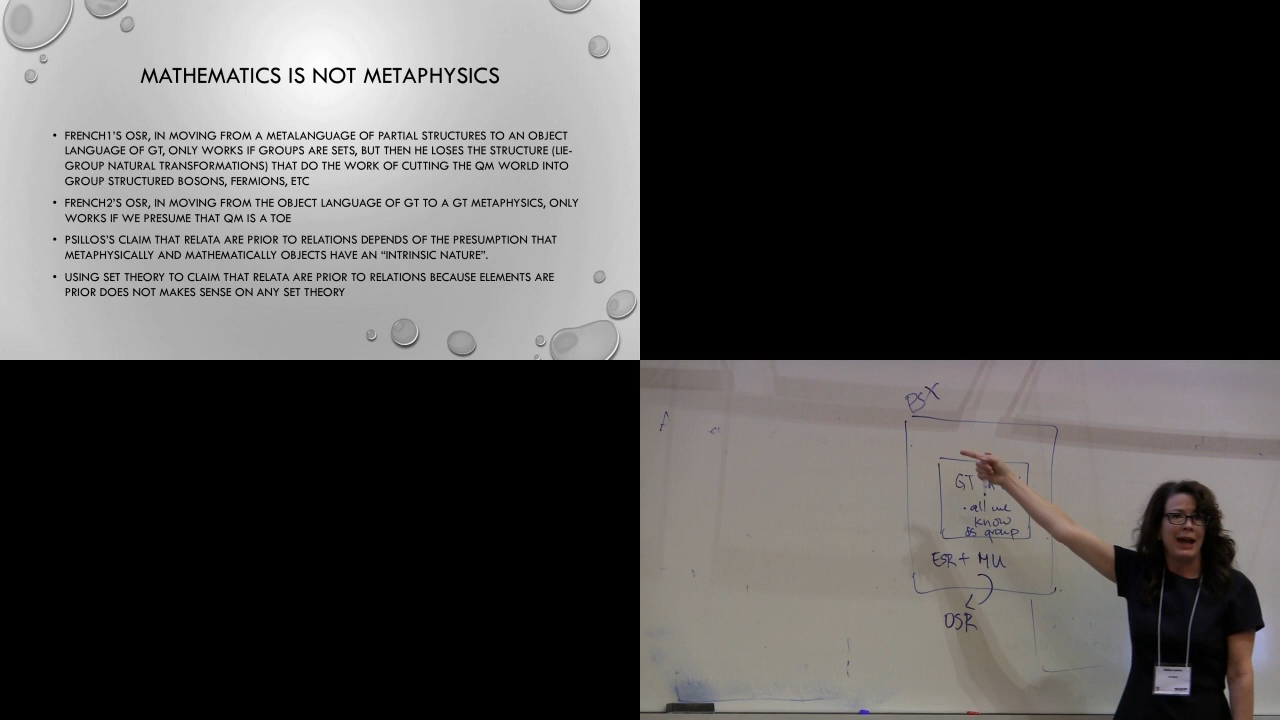 MATHEMATICS IS NOT METAPHYSICS
• FRENCH1'S OSR, IN MOVING FROM A METALANGUAGE OF PARTIAL STRUCTURES TO AN OBJECT
LANGUAGE OF GT, ONLY WORKS IF GROUPS ARE SETS, BUT THEN HE LOSES THE STRUCTURE (LIE-
GROUP NATURAL TRANSFORMATIONS) THAT DO THE WORK OF CUTTING THE QM WORLD INTO
GROUP STRUCTURED BOSONS, FERMIONS, ETC
• FRENCH2'S OSR, IN MOVING FROM THE OBJECT LANGUAGE OF GT TO A GT METAPHYSICS, ONLY
WORKS IF WE PRESUME THAT QM IS A TOE
• PSILLOS'S CLAIM THAT RELATA ARE PRIOR TO RELATIONS DEPENDS OF THE PRESUMPTION THAT
METAPHYSICALLY AND MATHEMATICALLY OBJECTS HAVE AN "INTRINSIC NATURE".
• USING SET THEORY TO CLAIM THAT RELATA ARE PRIOR TO RELATIONS BECAUSE ELEMENTS ARE
PRIOR DOES NOT MAKES SENSE ON ANY SET THEORY
PS X
GT
• all we
know
is group
ESR + MU
OSR